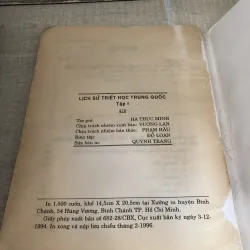 LỊCH SỬ TRIẾT HỌC TRUNG QUỐC
Tập 1
Tác giả: HÀ THÚC MINH
Chịu trách nhiệm xuất bản: VƯƠNG LAN
Chịu trách nhiệm bản thảo: PHẠM HẬU
Biên tập: ĐỖ LOAN
Sửa bản in: QUỲNH TRANG
In 1.000 cuốn, khổ 14,5cm X 20,5cm tại Xưởng in huyện Bình
Chánh, 54 Hùng Vương, Bình Chánh TP. Hồ Chí Minh.
Giấy phép xuất bản số 682-28/CBX, Cục xuất bản ký ngày 3-12-
1994. In xong và nộp lưu chiểu tháng 2-1996.